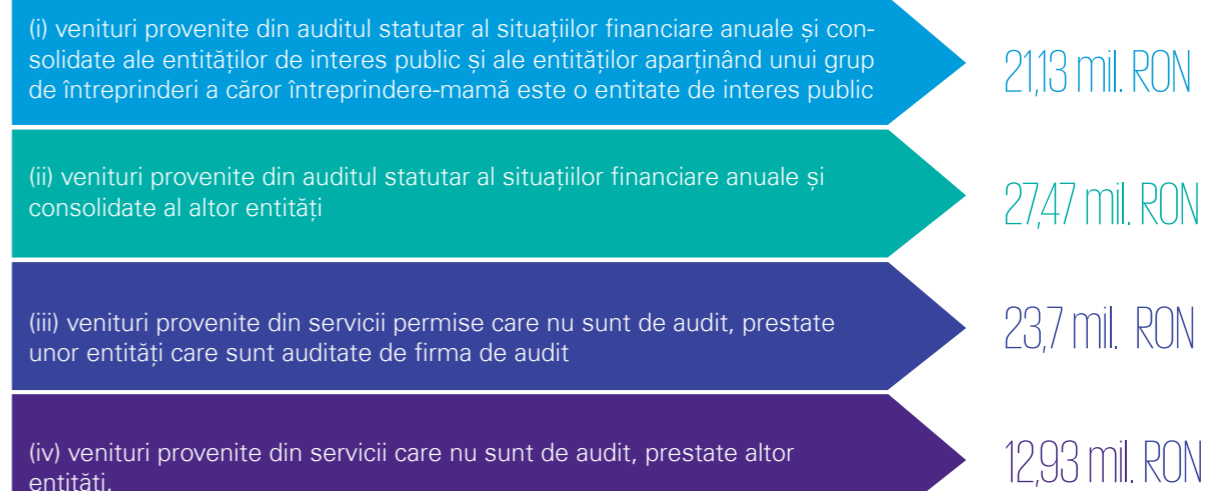 (i) venituri provenite din auditul statutar al situațiilor financiare anuale și con-
solidate ale entităților de interes public și ale entităților aparținând unui grup
de întreprinderi a căror întreprindere-mamă este o entitate de interes public
21,13 mil. RON
(ii) venituri provenite din auditul statutar al situațiilor financiare anuale și
consolidate al altor entități
27,47 mil. RON
(iii) venituri provenite din servicii permise care nu sunt de audit, prestate
unor entități care sunt auditate de firma de audit
23,7 mil. RON
(iv) venituri provenite din servicii care nu sunt de audit, prestate altor
entități.
12,93 mil. RON